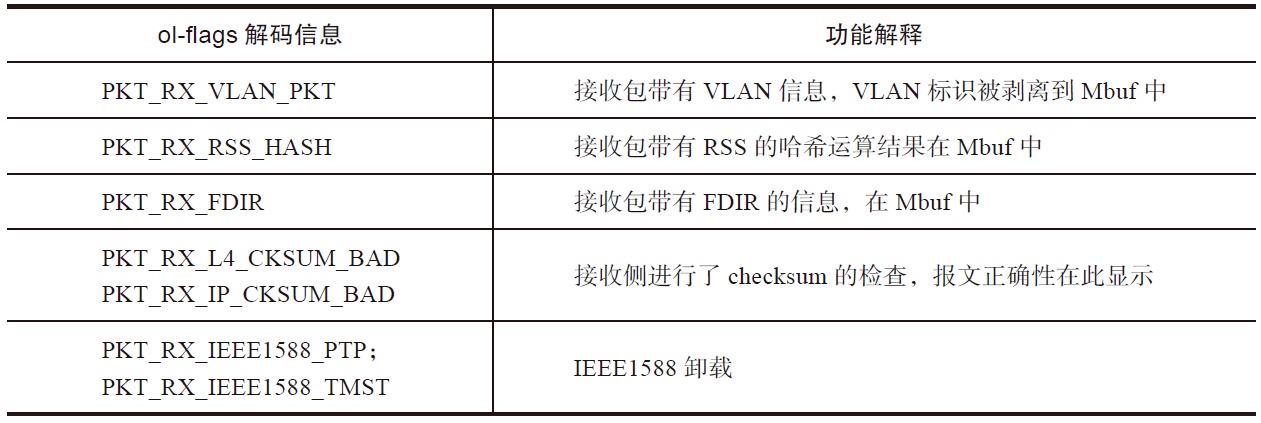 ol-flags 解码信息 功能解释
PKT_RX_VLAN_PKT 接收包带有 VLAN 信息，VLAN 标识被剥离到 Mbuf 中
PKT_RX_RSS_HASH 接收包带有 RSS 的哈希运算结果在 Mbuf 中
PKT_RX_FDIR 接收包带有 FDIR 的信息，在 Mbuf 中
PKT_RX_L4_CKSUM_BAD
PKT_RX_IP_CKSUM_BAD
接收侧进行了 checksum 的检查，报文正确性在此显示
PKT_RX_IEEE1588_PTP；
PKT_RX_IEEE1588_TMST
IEEE1588 卸载